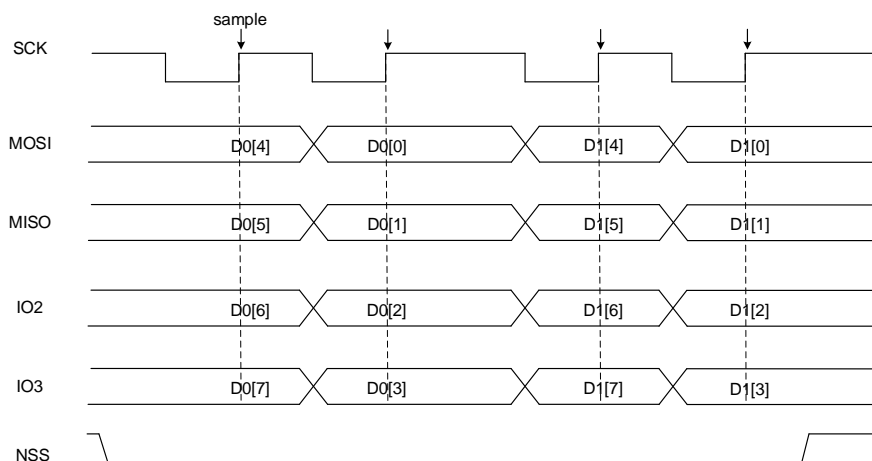 sample
SCK
MOSI D0[4] D0[0] D1[4] D1[0]
MISO D0[5] D0[1] D1[5] D1[1]
IO2 D0[6] D0[2] D1[6] D1[2]
IO3 D0[7] D0[3] D1[7] D1[3]
NSS